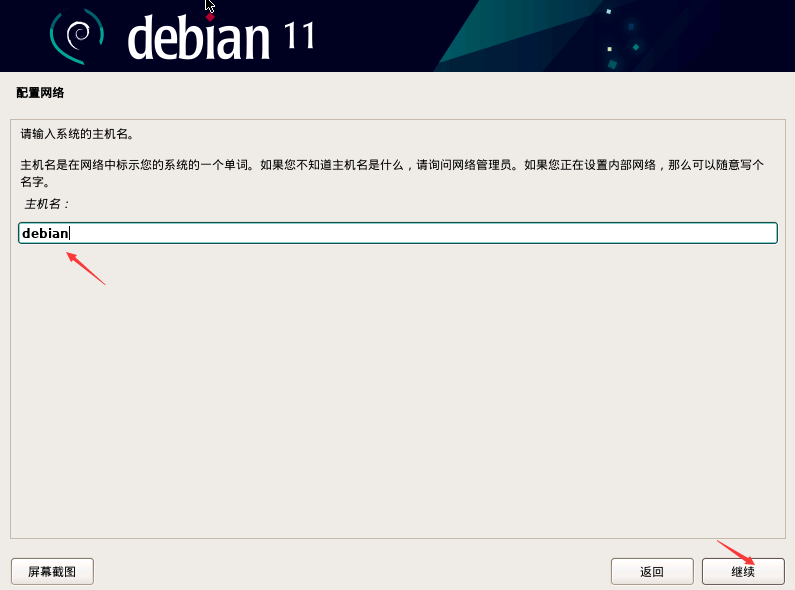 debian 11
配置网络
请输入系统的主机名。
主机名是在网络中标示您的系统的一个单词。如果您不知道主机名是什么，请询问网络管理员。如果您正在设置内部网络，那么可以随意写个
名字。
主机名：
debian
屏幕截图
返回
继续